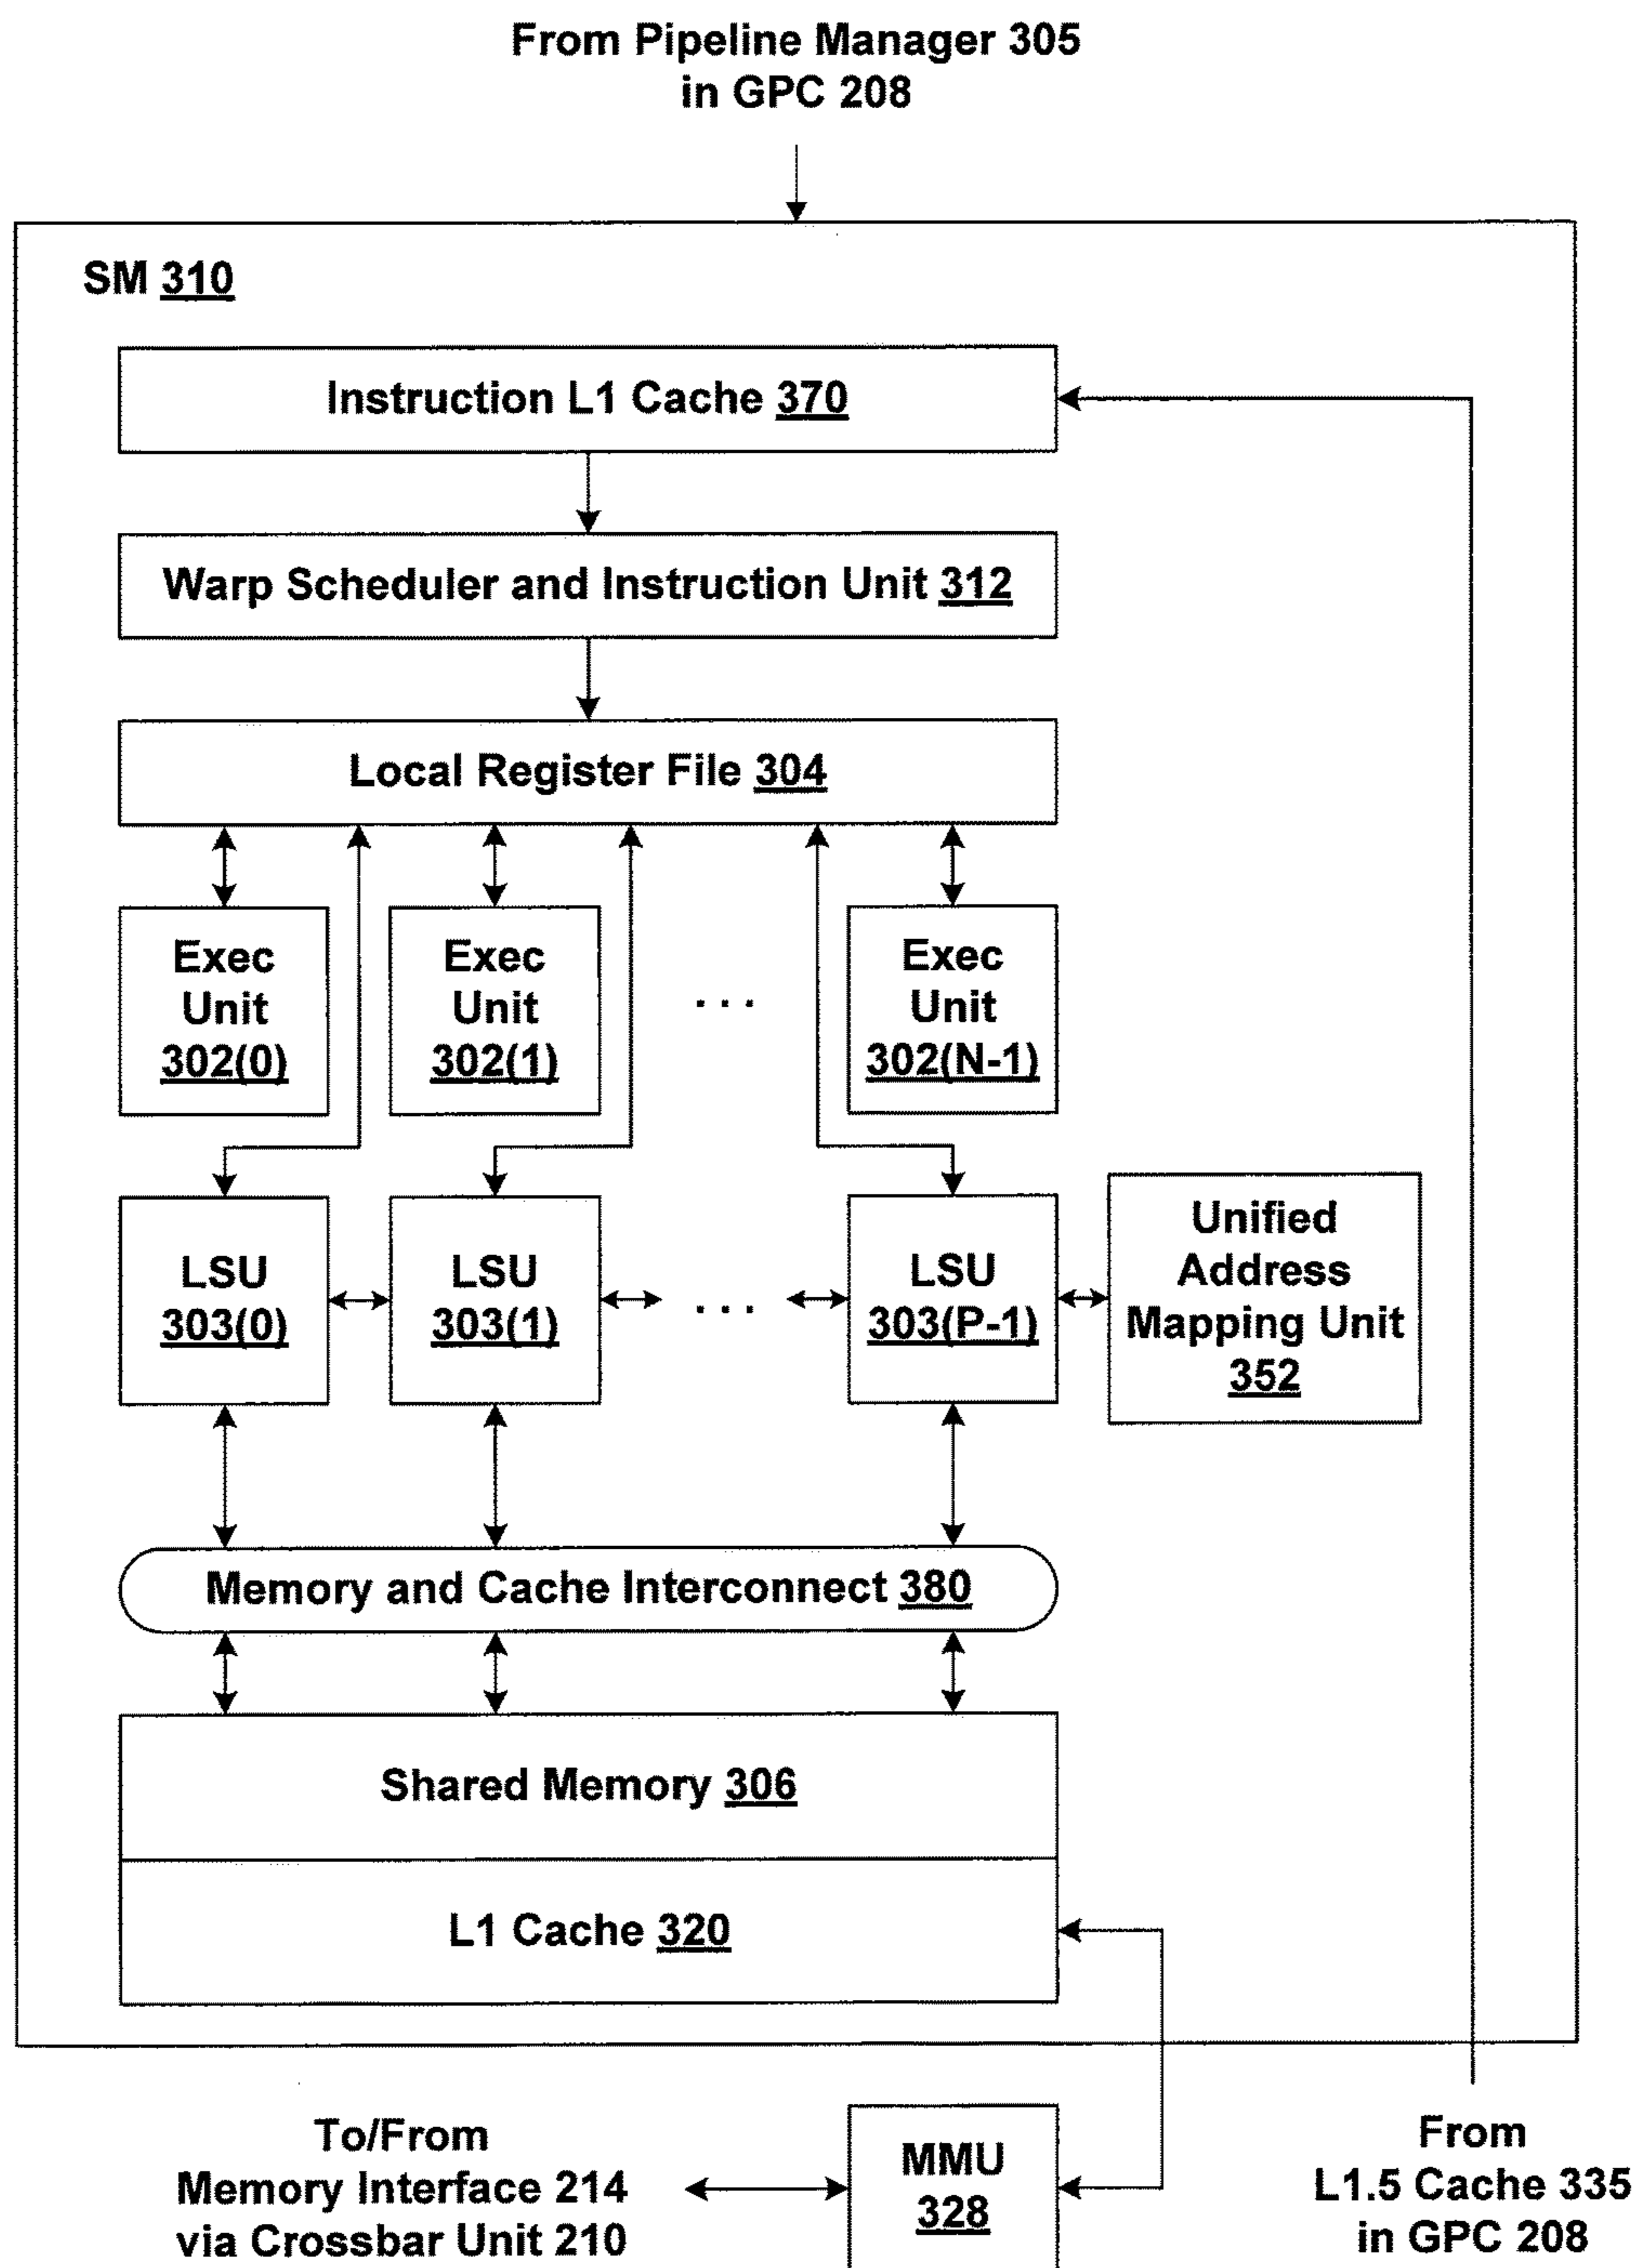 From Pipeline Manager 305
in GPC 208
SM 310
Instruction L1 Cache 370
Warp Scheduler and Instruction Unit 312
Local Register File 304
Exec
Unit
302(0)
Exec
Unit
302(1)
. . .
Exec
Unit
302(N-1)
LSU
303(0)
LSU
303(1)
. . .
LSU
303(P-1)
Unified
Address
Mapping Unit
352
Memory and Cache Interconnect 380
Shared Memory 306
L1 Cache 320
To/From
Memory Interface 214
via Crossbar Unit 210
MMU
328
From
L1.5 Cache 335
in GPC 208